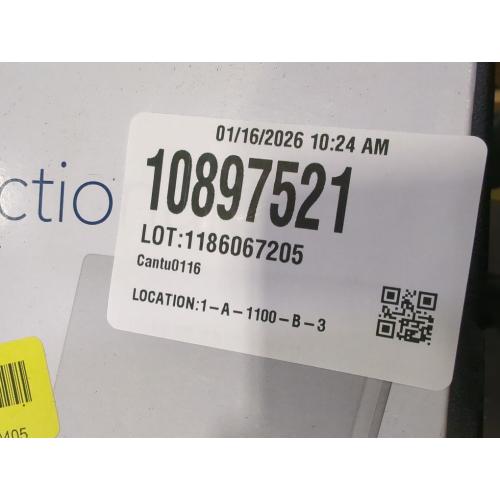 01/16/2026 10:24 AM
10897521
LOT:1186067205
Cantu0116
LOCATION:1-A-1100-B-3
ctio